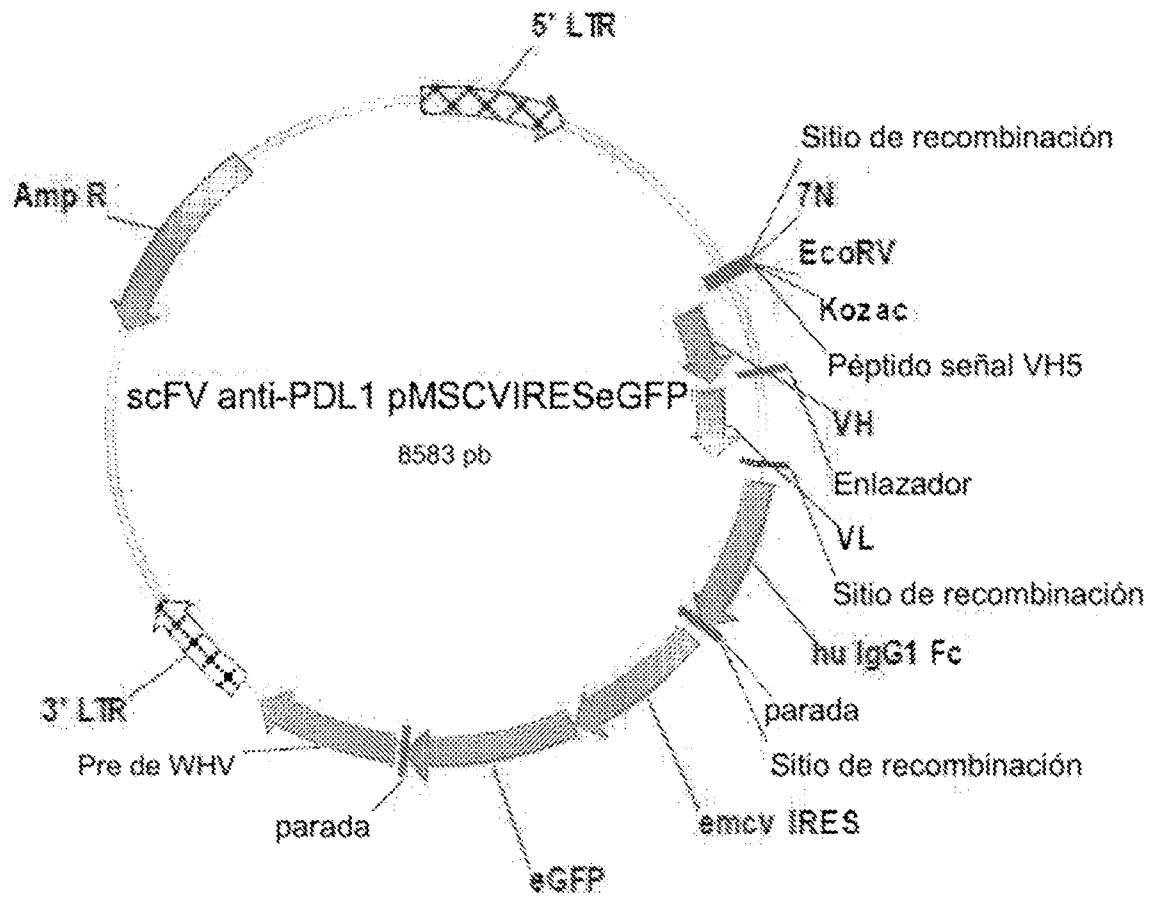 5' LTR
Sitio de recombinación
7N
Amp R
EcoRV
Kozac
Péptido señal VH5
scFV anti-PDL1 pMSCVIRESeGFP
VH
8583 pb
Enlazador
VL
Sitio de recombinación
hu IgG1 Fc
3' LTR
parada
Pre de WHV
Sitio de recombinación
parada
emcv IRES
eGFP